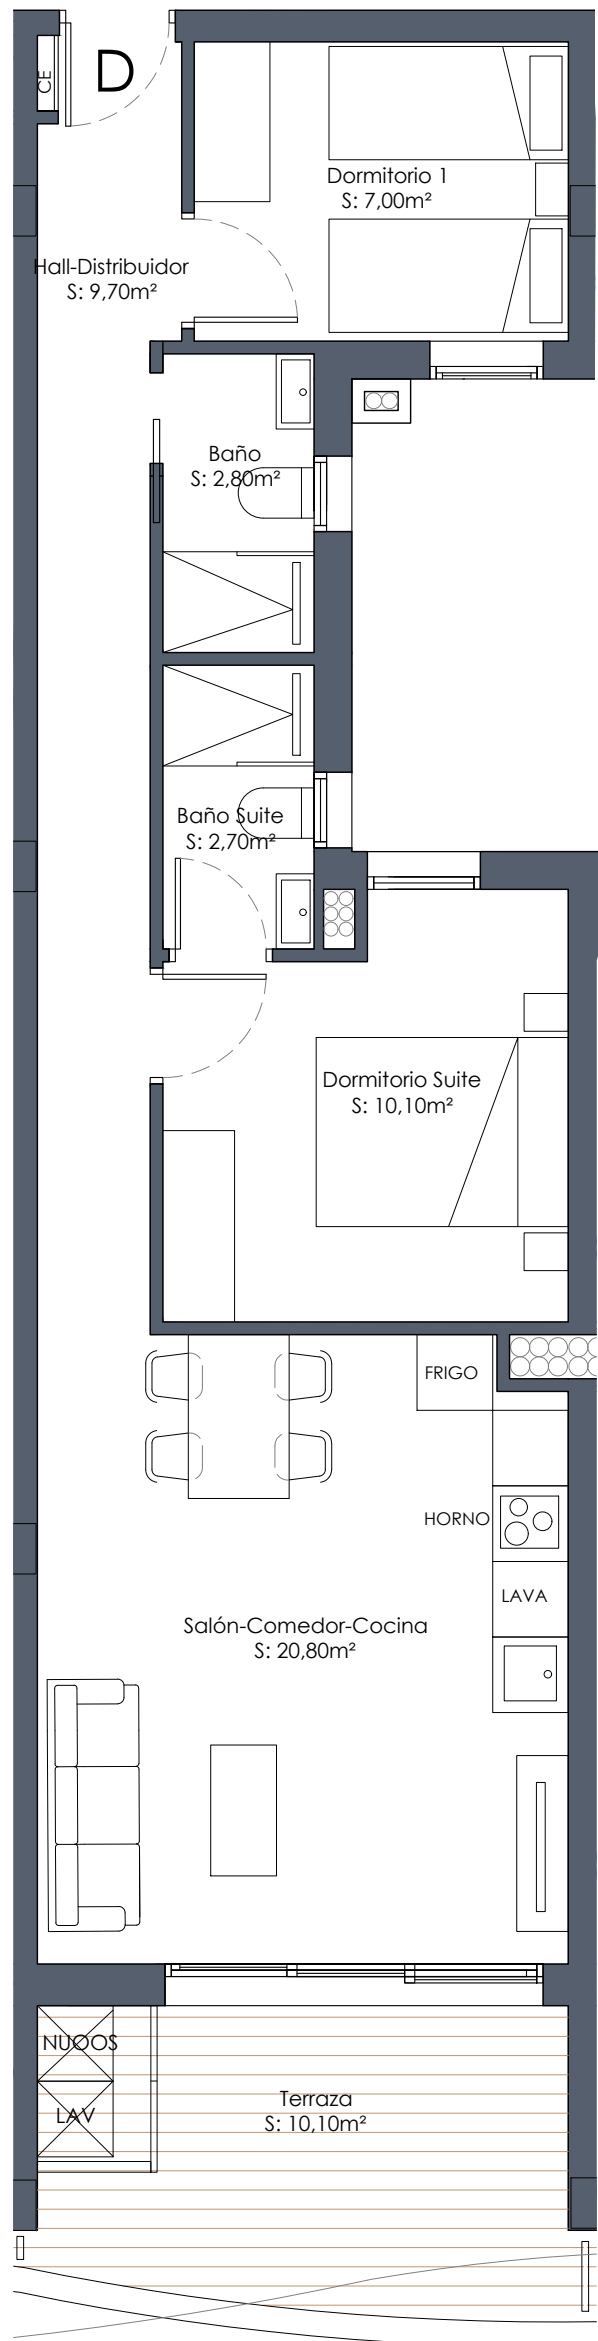 CE
D
Dormitorio 1
S: 7,00m²
Hall-Distribuidor
S: 9,70m²
Baño
S: 2,80m²
Baño Suite
S: 2,70m²
Dormitorio Suite
S: 10,10m²
FRIGO
HORNO
LAVA
Salón-Comedor-Cocina
S: 20,80m²
NUOOS
LAV
Terraza
S: 10,10m²